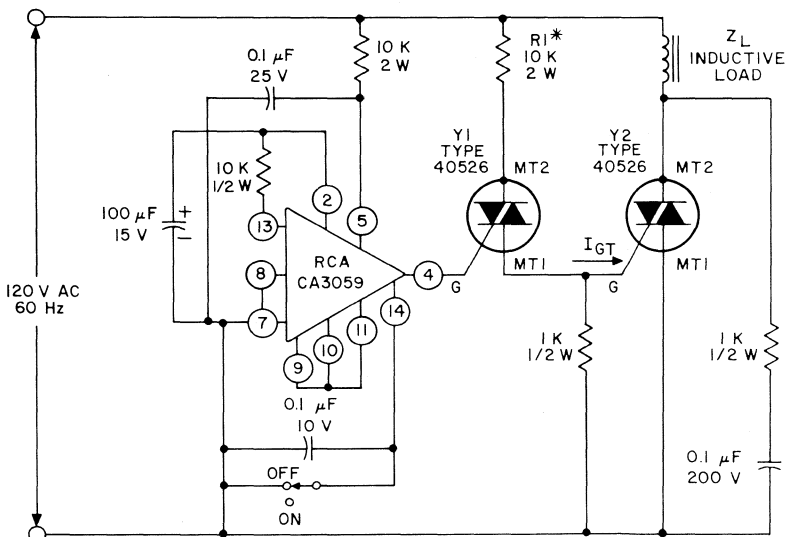 0.1 µF
25 V
10 K
2 W
R1*
10 K
2 W
Z L
INDUCTIVE
LOAD
Y1
TYPE
40526
MT2
Y2
TYPE
40526
MT2
10 K
1/2 W
2
5
13
100 µF
15 V
+
–
RCA
CA3059
8
7
4
14
G
MT1
I GT
G
MT1
120 V AC
60 Hz
9
10
11
1 K
1/2 W
1 K
1/2 W
0.1 µF
10 V
OFF
ON
0.1 µF
200 V